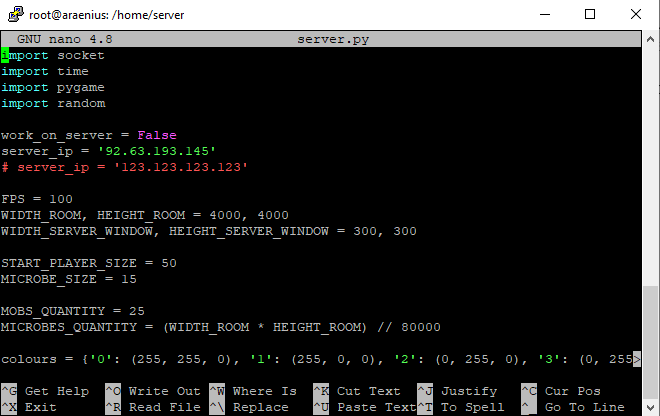 root@araenius: /home/server
GNU nano 4.8 server.py
import socket
import time
import pygame
import random
work_on_server = False
server_ip = '92.63.193.145'
# server_ip = '123.123.123.123'
FPS = 100
WIDTH_ROOM, HEIGHT_ROOM = 4000, 4000
WIDTH_SERVER_WINDOW, HEIGHT_SERVER_WINDOW = 300, 300
START_PLAYER_SIZE = 50
MICROBE_SIZE = 15
MOBS_QUANTITY = 25
MICROBES_QUANTITY = (WIDTH_ROOM * HEIGHT_ROOM) // 80000
colours = {'0': (255, 255, 0), '1': (255, 0, 0), '2': (0, 255, 0), '3': (0, 255>
^G Get Help ^O Write Out ^W Where Is ^K Cut Text ^J Justify ^C Cur Pos
^X Exit ^R Read File ^\ Replace ^U Paste Text ^T To Spell ^_ Go To Line